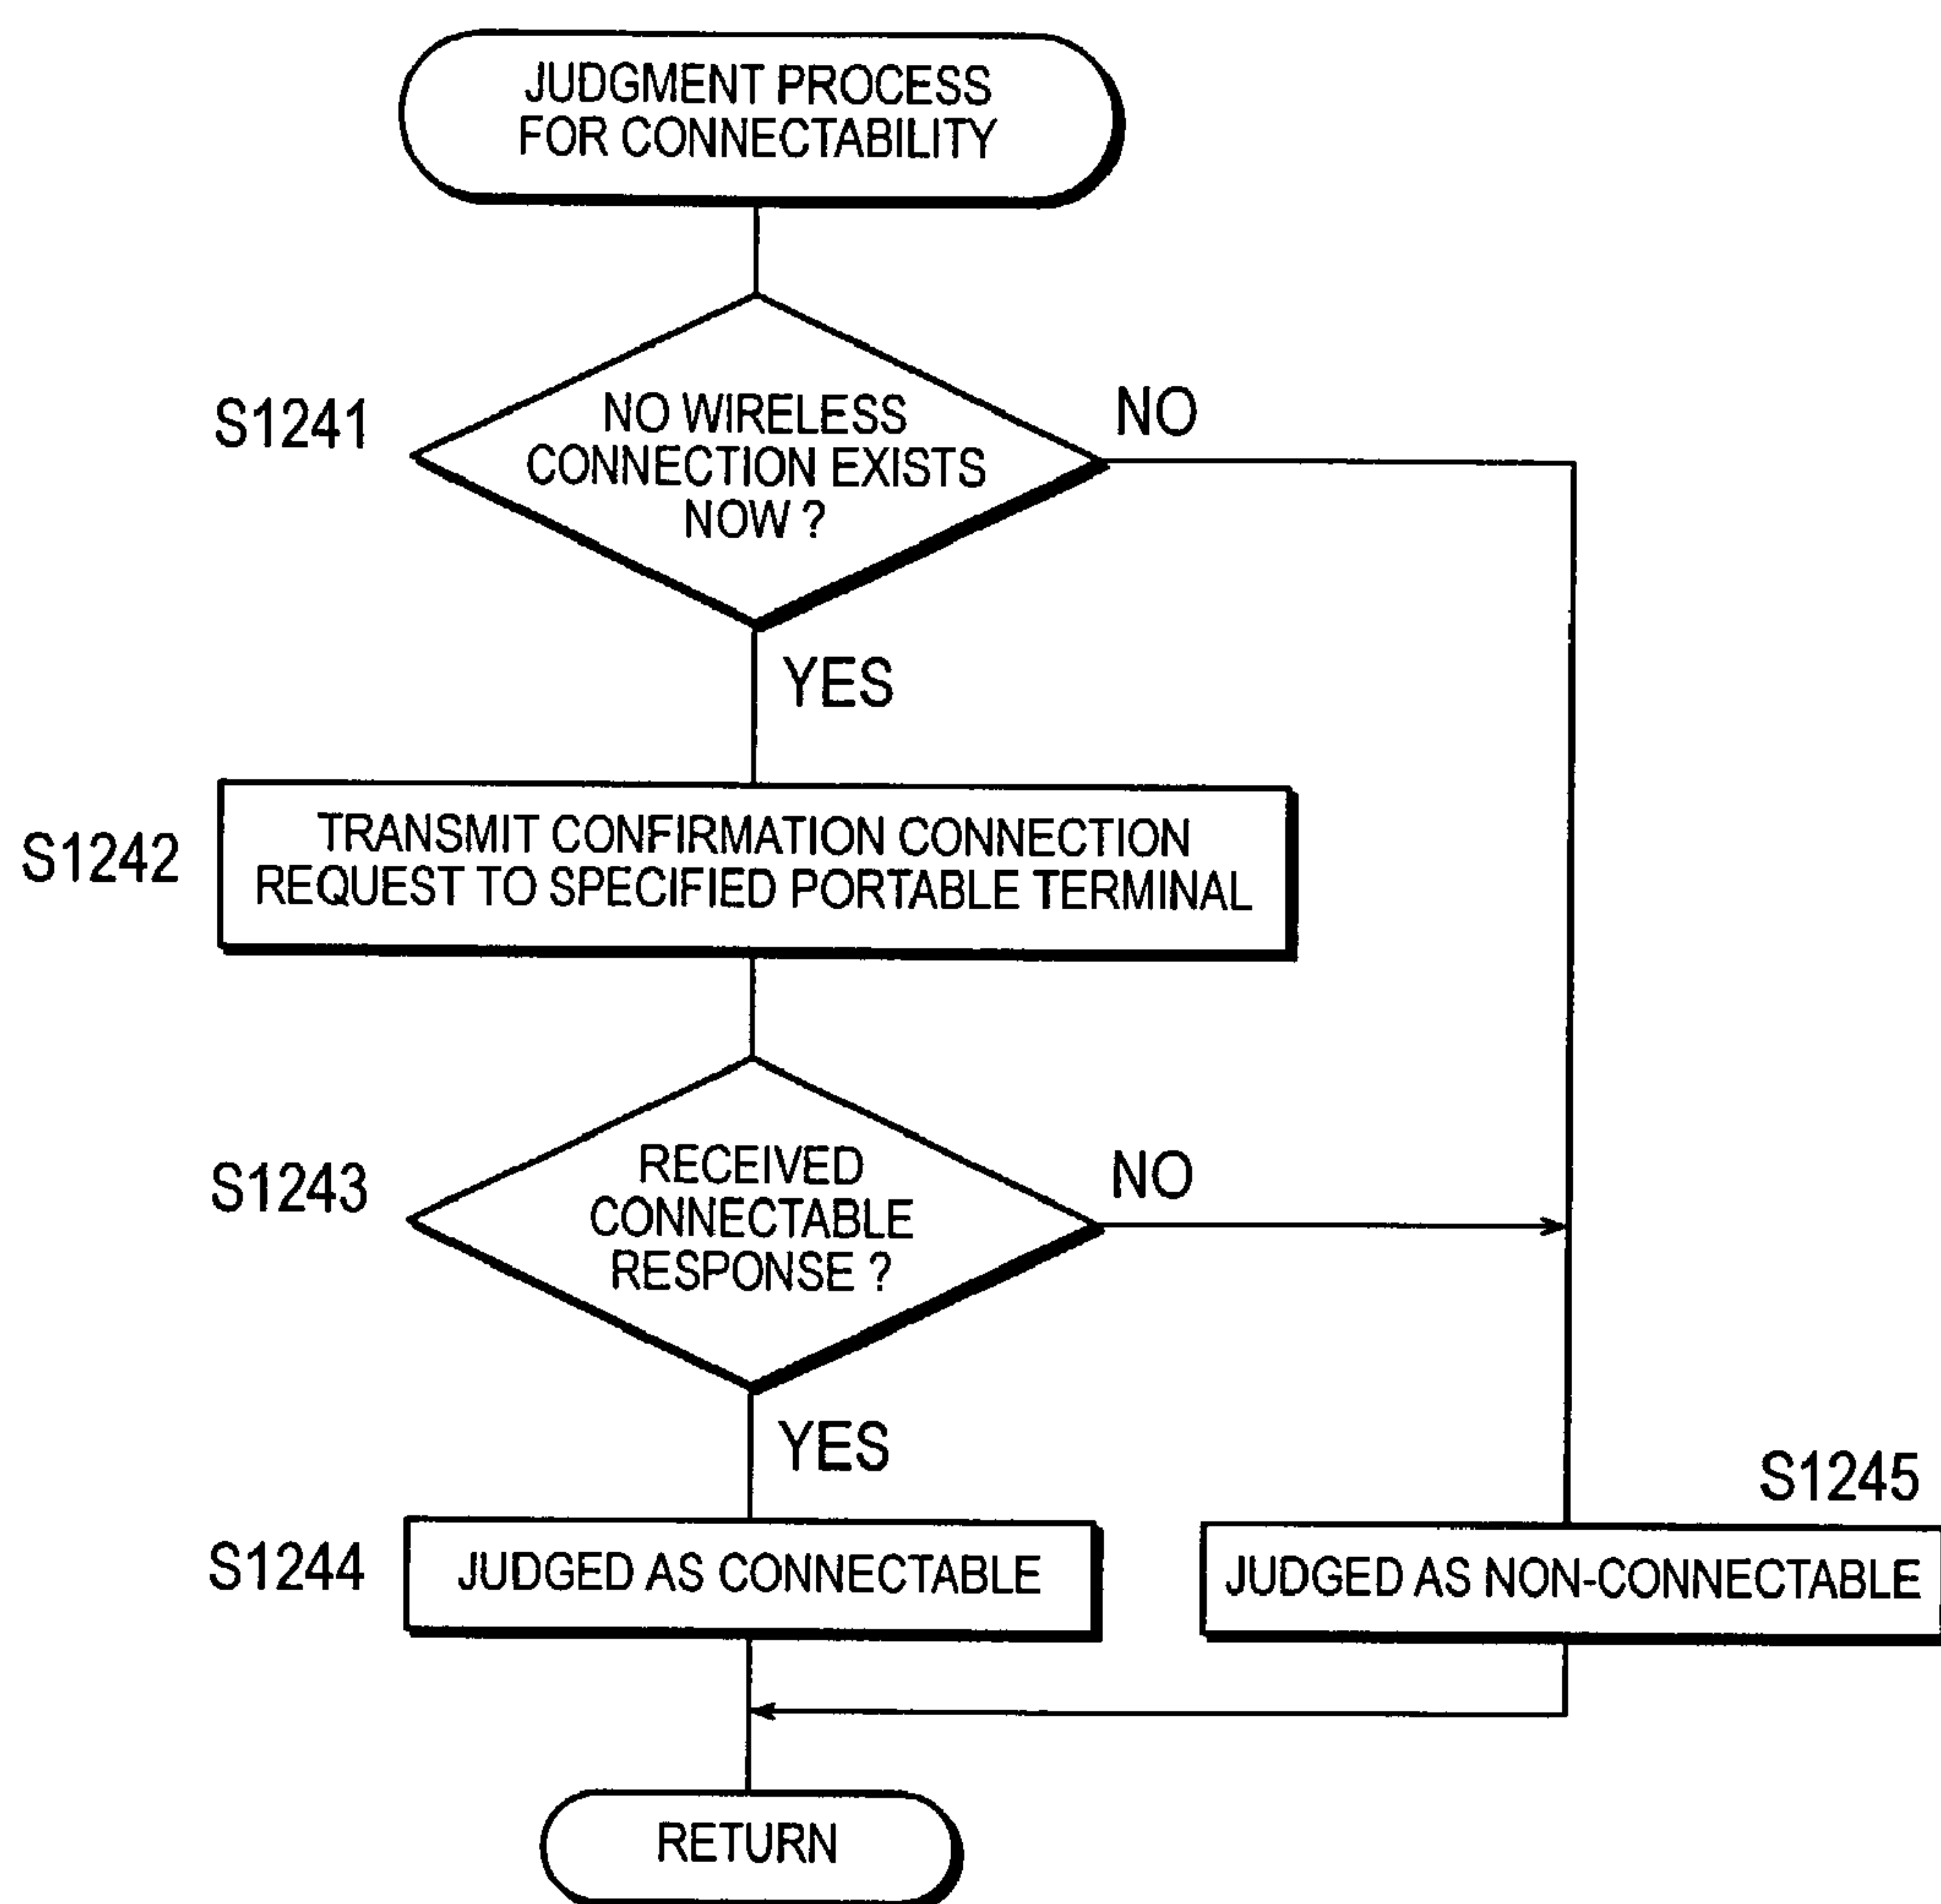 JUDGMENT PROCESS
FOR CONNECTABILITY
S1241
NO WIRELESS
CONNECTION EXISTS
NOW ?
NO
YES
S1242
TRANSMIT CONFIRMATION CONNECTION
REQUEST TO SPECIFIED PORTABLE TERMINAL
S1243
RECEIVED
CONNECTABLE
RESPONSE ?
NO
YES
S1244
JUDGED AS CONNECTABLE
S1245
JUDGED AS NON-CONNECTABLE
RETURN